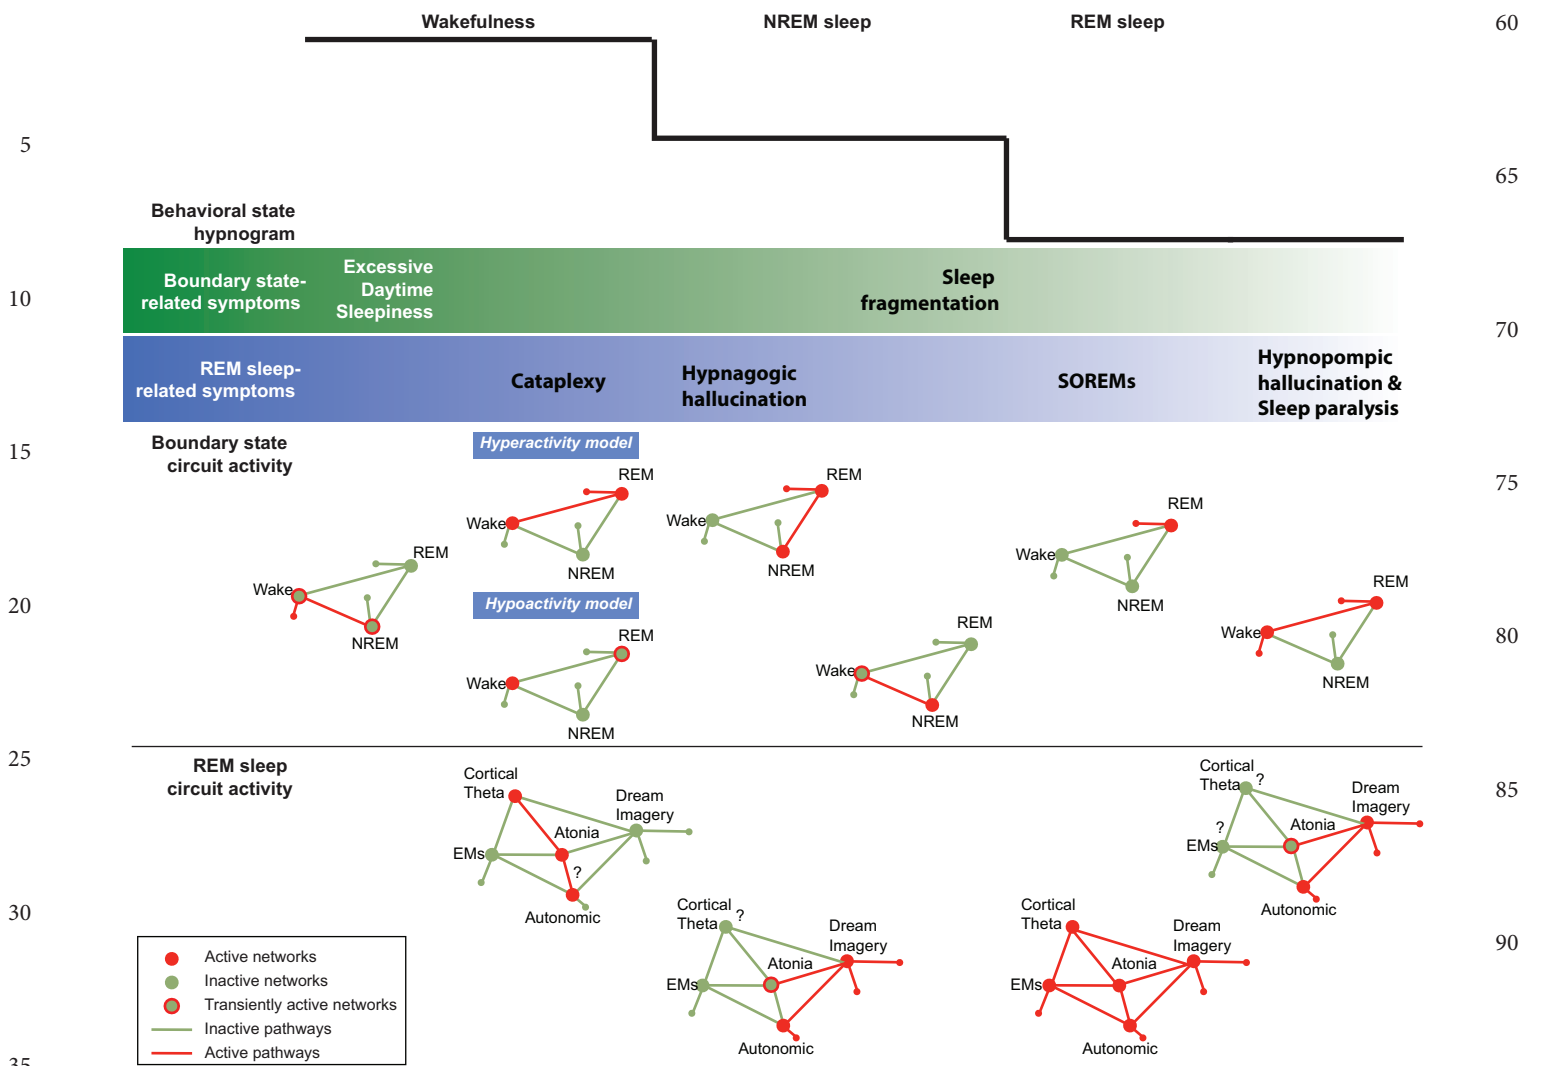 Wakefulness
NREM sleep
REM sleep
60
5
65
Behavioral state
hypnogram
Boundary state-
related symptoms
Excessive
Daytime
Sleepiness
Sleep
fragmentation
10
70
REM sleep-
related symptoms
Cataplexy
Hypnagogic
hallucination
SOREMs
Hypnopompic
hallucination &
Sleep paralysis
15
75
Boundary state
circuit activity
Hyperactivity model
REM
Wake
NREM
REM
Wake
NREM
REM
Wake
NREM
REM
Wake
NREM
REM
Wake
NREM
20
80
Hypoactivity model
REM
Wake
NREM
REM
Wake
NREM
25
85
REM sleep
circuit activity
Cortical
Theta
Dream
Imagery
Atonia
EMs
?
Autonomic
Cortical
Theta
?
Dream
Imagery
?
Atonia
EMs
Autonomic
30
90
Cortical
Theta
?
Dream
Imagery
Atonia
EMs
Autonomic
Cortical
Theta
Dream
Imagery
Atonia
EMs
Autonomic
Active networks
Inactive networks
Transiently active networks
Inactive pathways
Active pathways
35